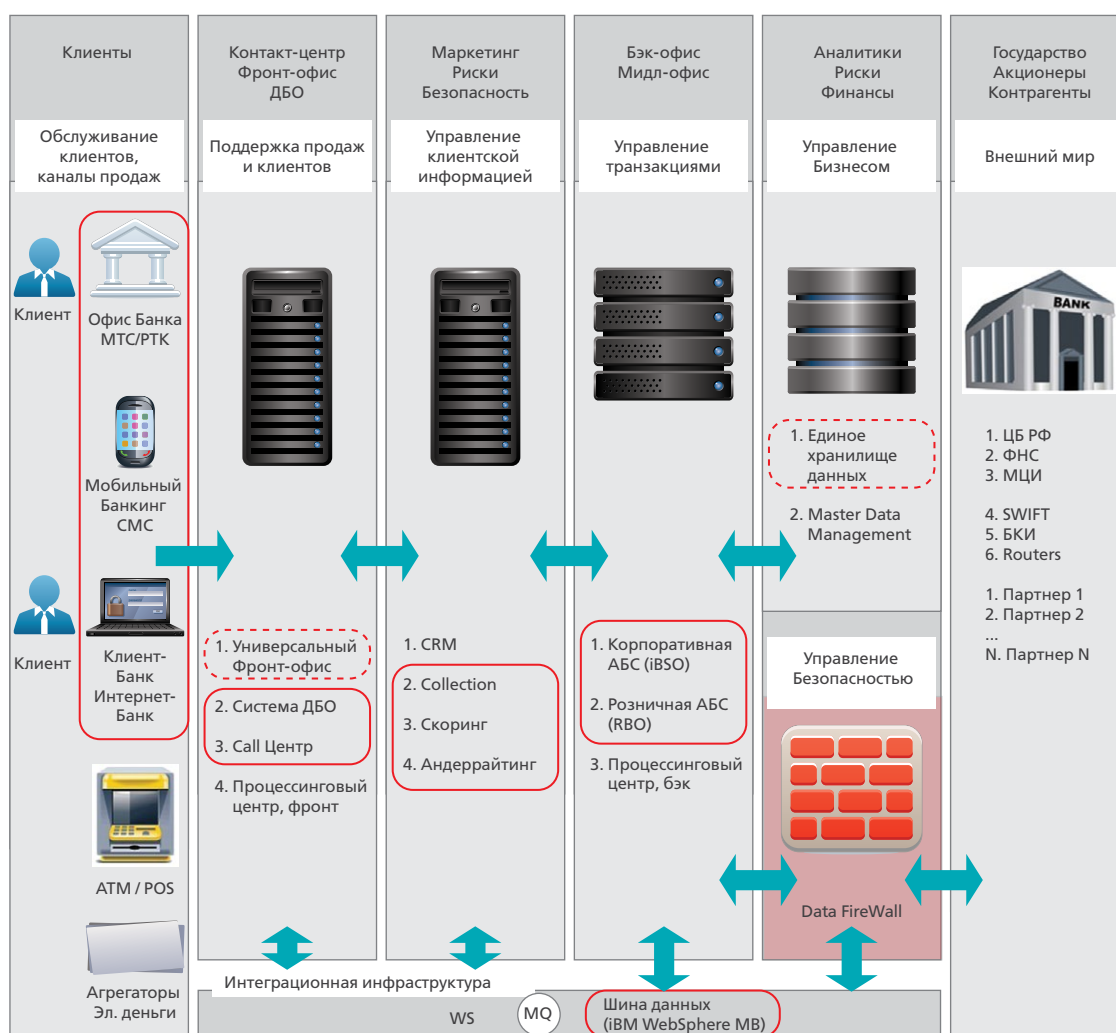 Клиенты
Обслуживание
клиентов,
каналы продаж
Клиент
Офис Банка
МТС/РТК
Мобильный
Банкинг
СМС
Клиент
Клиент-
Банк
Интернет-
Банк
ATM / POS
Агрегаторы
Эл. деньги
Контакт-центр
Фронт-офис
ДБО
Поддержка продаж
и клиентов
1. Универсальный
Фронт-офис
2. Система ДБО
3. Call Центр
4. Процессинговый
центр, фронт
Маркетинг
Риски
Безопасность
Управление
клиентской
информацией
1. CRM
2. Collection
3. Скоринг
4. Андеррайтинг
Бэк-офис
Мидл-офис
Управление
транзакциями
1. Корпоративная
АБС (iBSO)
2. Розничная АБС
(RBO)
3. Процессинговый
центр, бэк
Аналитики
Риски
Финансы
Управление
Бизнесом
1. Единое
хранилище
данных
2. Master Data
Management
Управление
Безопасностью
Data FireWall
Государство
Акционеры
Контрагенты
Внешний мир
BANK
1. ЦБ РФ
2. ФНС
3. МЦИ
4. SWIFT
5. БКИ
6. Routers
1. Партнер 1
2. Партнер 2
...
N. Партнер N
Интеграционная инфраструктура
WS
MQ
Шина данных
(iBM WebSphere MB)